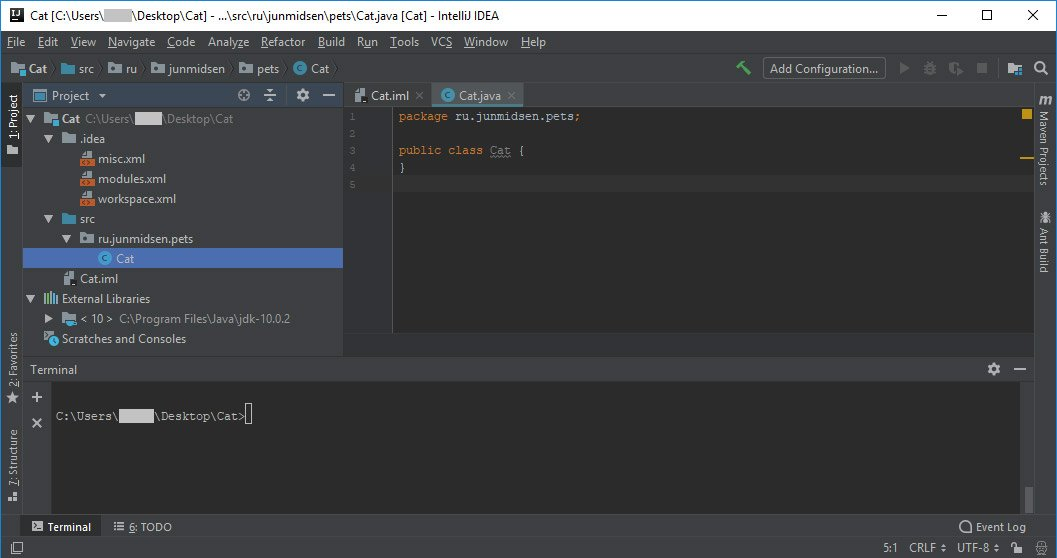 Cat [C:\Users\ \Desktop\Cat] - ...\src\ru\junmidsen\pets\Cat.java [Cat] - IntelliJ IDEA
File Edit View Navigate Code Analyze Refactor Build Run Tools VCS Window Help
Cat src ru junmidsen pets Cat Add Configuration...
1: Project
Project
Cat.iml Cat.java
Cat C:\Users\ \Desktop\Cat
.idea
misc.xml
modules.xml
workspace.xml
src
ru.junmidsen.pets
Cat
Cat.iml
External Libraries
< 10 > C:\Program Files\Java\jdk-10.0.2
Scratches and Consoles
1 package ru.junmidsen.pets;
2
3 public class Cat {
4 }
5
Maven Projects
Ant Build
2: Favorites
7: Structure
Terminal
C:\Users\ \Desktop\Cat>
Terminal 6: TODO Event Log
5:1 CRLF UTF-8